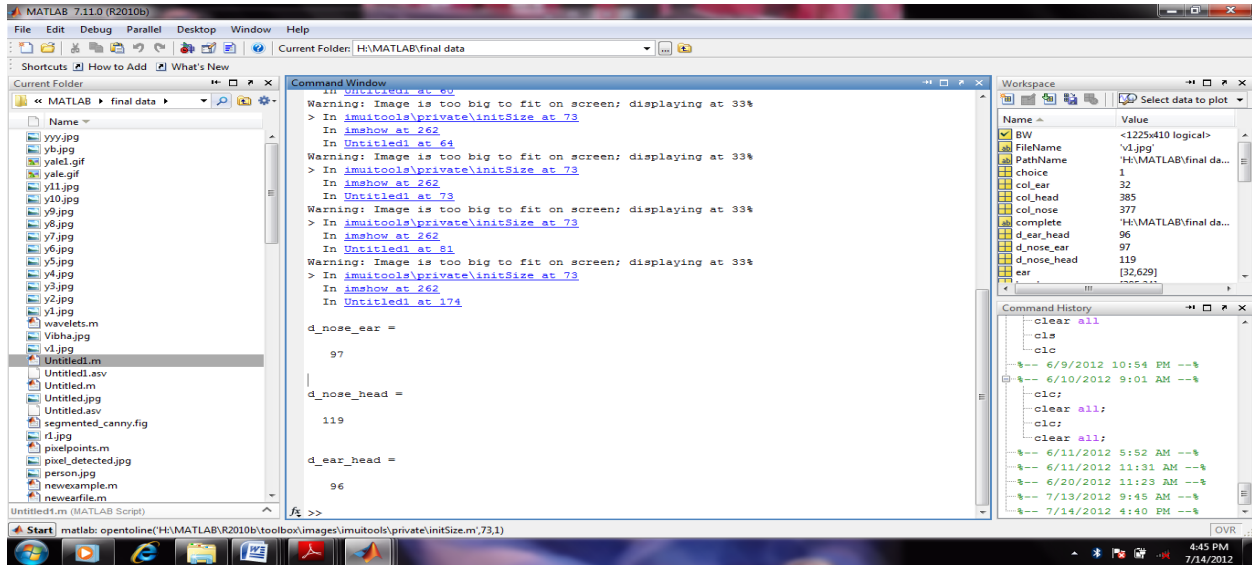 MATLAB 7.11.0 (R2010b)
File Edit Debug Parallel Desktop Window Help
Current Folder: H:\MATLAB\final data
Shortcuts How to Add What's New
Current Folder
« MATLAB ▸ final data ▸
Name
yyy.jpg
yb.jpg
yale1.gif
yale.gif
y11.jpg
y10.jpg
y9.jpg
y8.jpg
y7.jpg
y6.jpg
y5.jpg
y4.jpg
y3.jpg
y2.jpg
y1.jpg
wavelets.m
Vibha.jpg
v1.jpg
Untitled1.m
Untitled1.asv
Untitled.m
Untitled.jpg
Untitled.asv
segmented_canny.fig
r1.jpg
pixelpoints.m
pixel_detected.jpg
person.jpg
newexample.m
newearfile.m
Untitled1.m (MATLAB Script)
Command Window
In Untitled1 at 60
Warning: Image is too big to fit on screen; displaying at 33%
> In imuitools\private\initSize at 73
In imshow at 262
In Untitled1 at 64
Warning: Image is too big to fit on screen; displaying at 33%
> In imuitools\private\initSize at 73
In imshow at 262
In Untitled1 at 73
Warning: Image is too big to fit on screen; displaying at 33%
> In imuitools\private\initSize at 73
In imshow at 262
In Untitled1 at 81
Warning: Image is too big to fit on screen; displaying at 33%
> In imuitools\private\initSize at 73
In imshow at 262
In Untitled1 at 174
d_nose_ear =
97
d_nose_head =
119
d_ear_head =
96
fx >>
Workspace
Select data to plot
Name Value
BW <1225x410 logical>
FileName 'v1.jpg'
PathName 'H:\MATLAB\final da...
choice 1
col_ear 32
col_head 385
col_nose 377
complete 'H:\MATLAB\final da...
d_ear_head 96
d_nose_ear 97
d_nose_head 119
ear [32,629]
Command History
clear all
cls
clc
%-- 6/9/2012 10:54 PM --%
%-- 6/10/2012 9:01 AM --%
clc;
clear all;
clc;
clear all;
%-- 6/11/2012 5:52 AM --%
%-- 6/11/2012 11:31 AM --%
%-- 6/20/2012 11:23 AM --%
%-- 7/13/2012 9:45 AM --%
%-- 7/14/2012 4:40 PM --%
Start matlab: opentoline('H:\MATLAB\R2010b\toolbox\images\imuitools\private\initSize.m',73,1) OVR
4:45 PM
7/14/2012